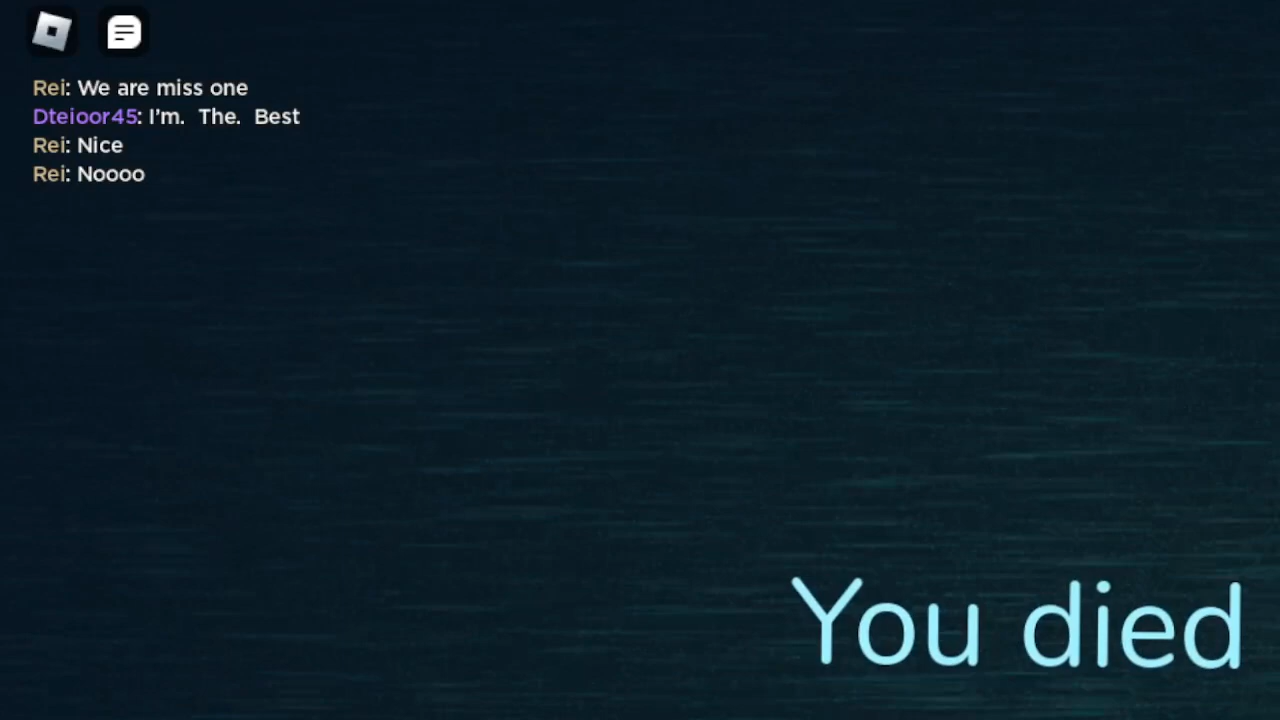 Rei: We are miss one
Dteioor45: I'm.  The.  Best
Rei: Nice
Rei: Noooo
You died